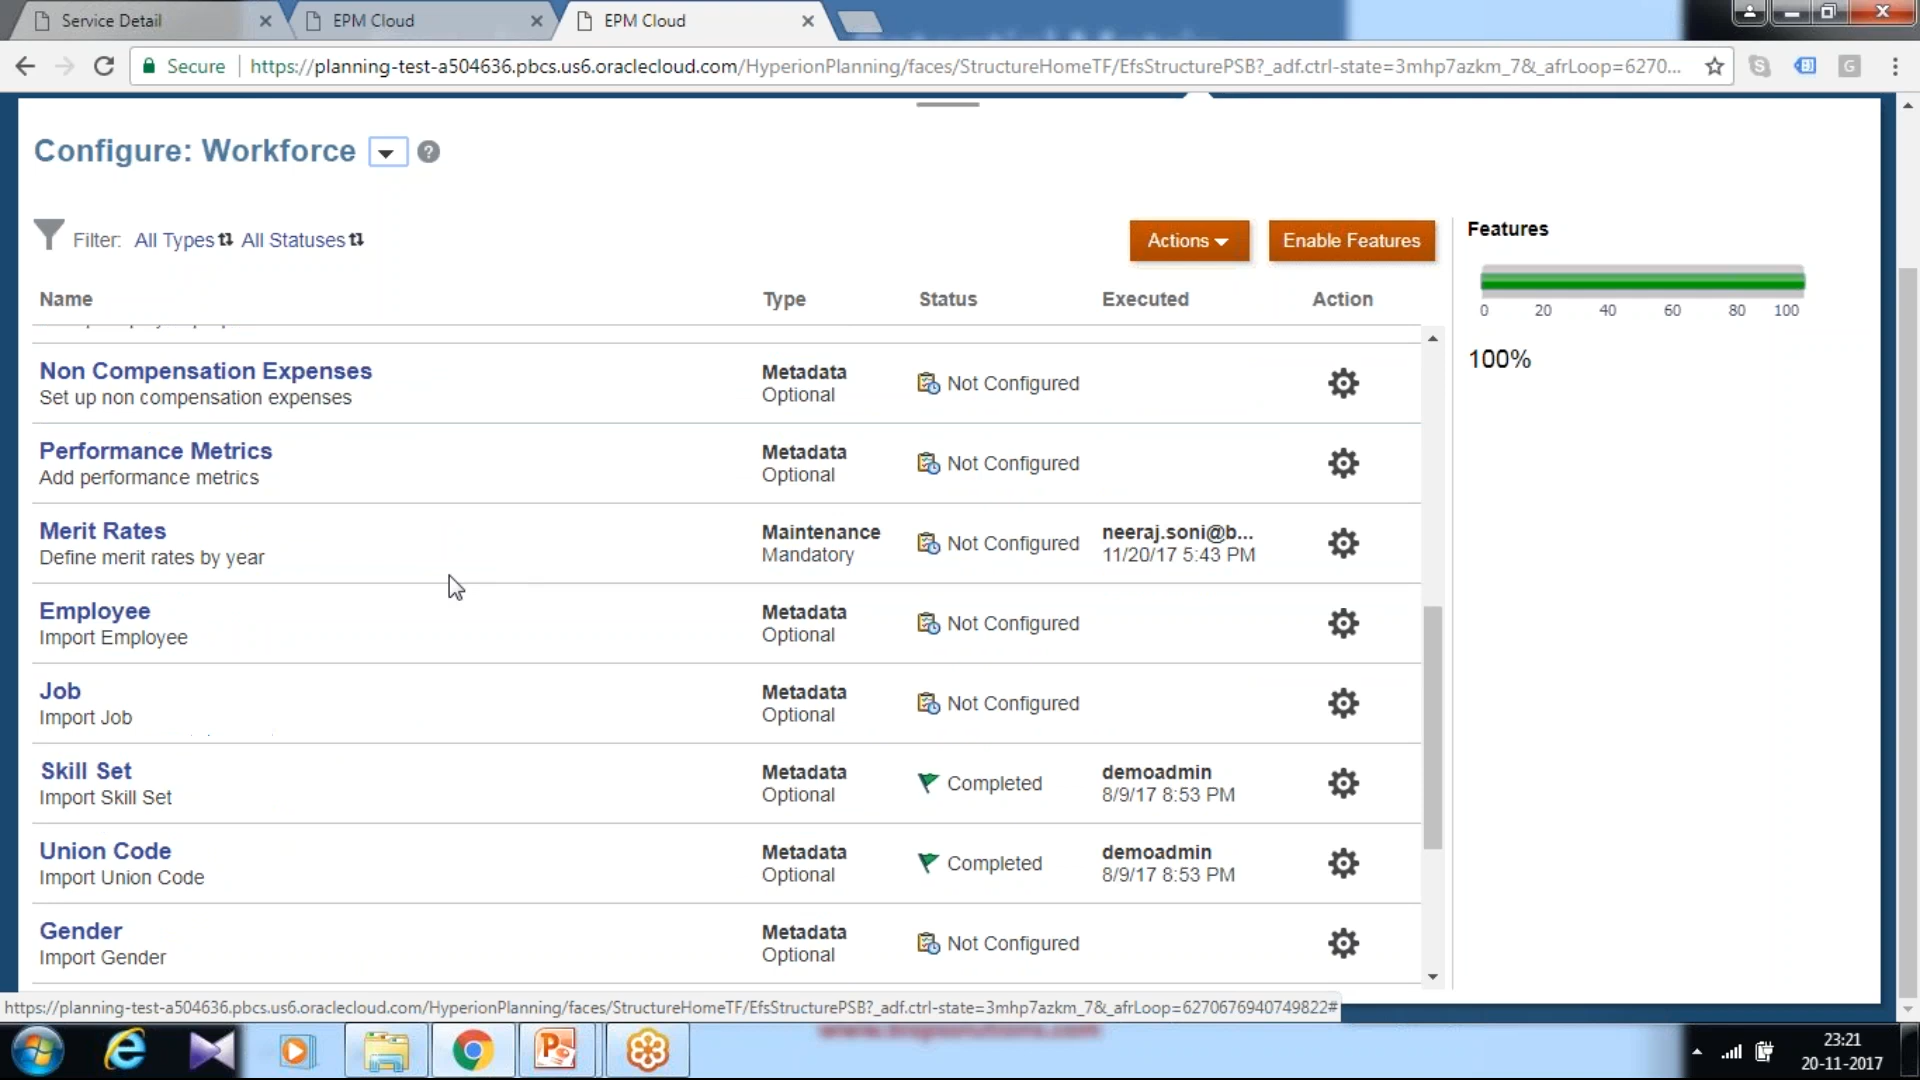 Service Detail
EPM Cloud
EPM Cloud
Secure
https://planning-test-a504636.pbcs.us6.oraclecloud.com/HyperionPlanning/faces/StructureHomeTF/EfsStructurePSB?_adf.ctrl-state=3mhp7azkm_7&_afrLoop=6270...
Configure: Workforce
Filter: All Types All Statuses
Actions
Enable Features
Name Type Status Executed Action
Non Compensation Expenses
Set up non compensation expenses
Metadata
Optional
Not Configured
Performance Metrics
Add performance metrics
Metadata
Optional
Not Configured
Merit Rates
Define merit rates by year
Maintenance
Mandatory
Not Configured
neeraj.soni@b...
11/20/17 5:43 PM
Employee
Import Employee
Metadata
Optional
Not Configured
Job
Import Job
Metadata
Optional
Not Configured
Skill Set
Import Skill Set
Metadata
Optional
Completed
demoadmin
8/9/17 8:53 PM
Union Code
Import Union Code
Metadata
Optional
Completed
demoadmin
8/9/17 8:53 PM
Gender
Import Gender
Metadata
Optional
Not Configured
Features
0 20 40 60 80 100
100%
https://planning-test-a504636.pbcs.us6.oraclecloud.com/HyperionPlanning/faces/StructureHomeTF/EfsStructurePSB?_adf.ctrl-state=3mhp7azkm_7&_afrLoop=6270676940749822#
23:21
20-11-2017